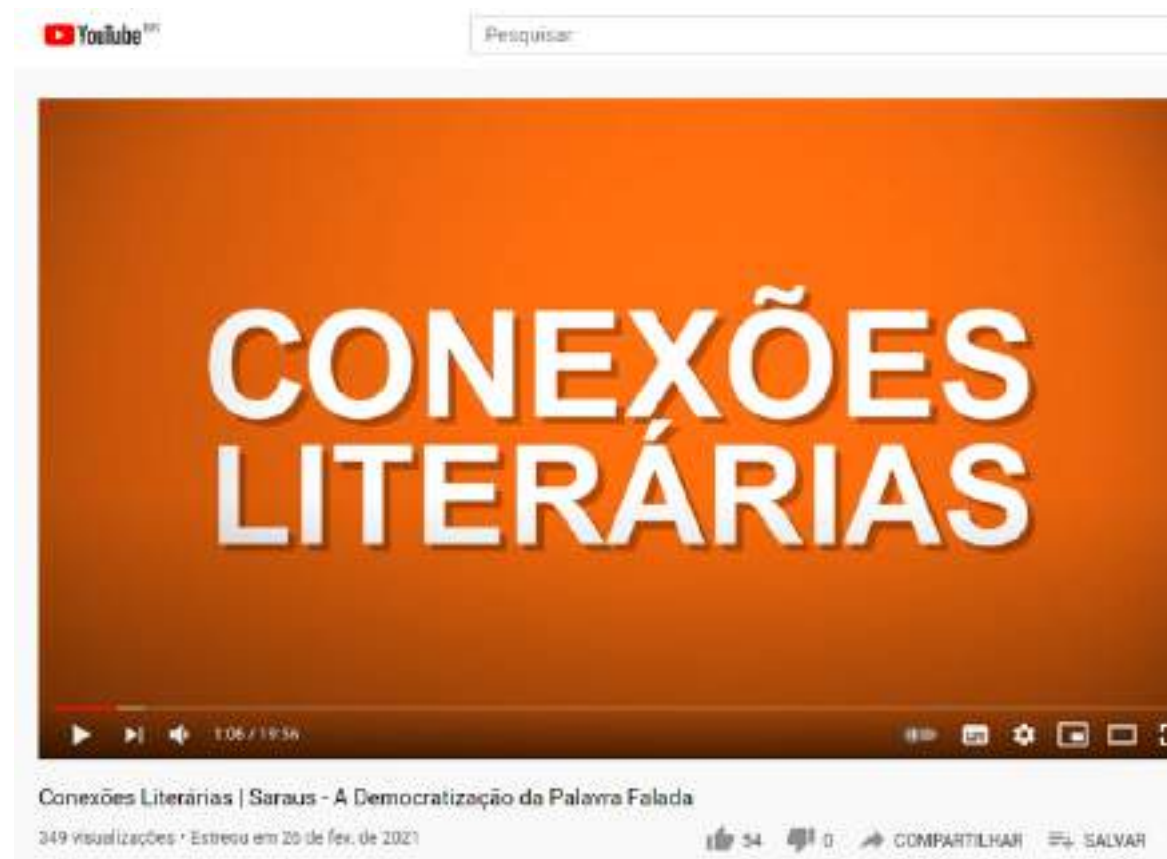 YouTube BR
Pesquisar
CONEXÕES
LITERÁRIAS
1:06 / 19:56
Conexões Literárias | Saraus - A Democratização da Palavra Falada
349 visualizações • Estreou em 26 de fev. de 2021
54 0 COMPARTILHAR SALVAR